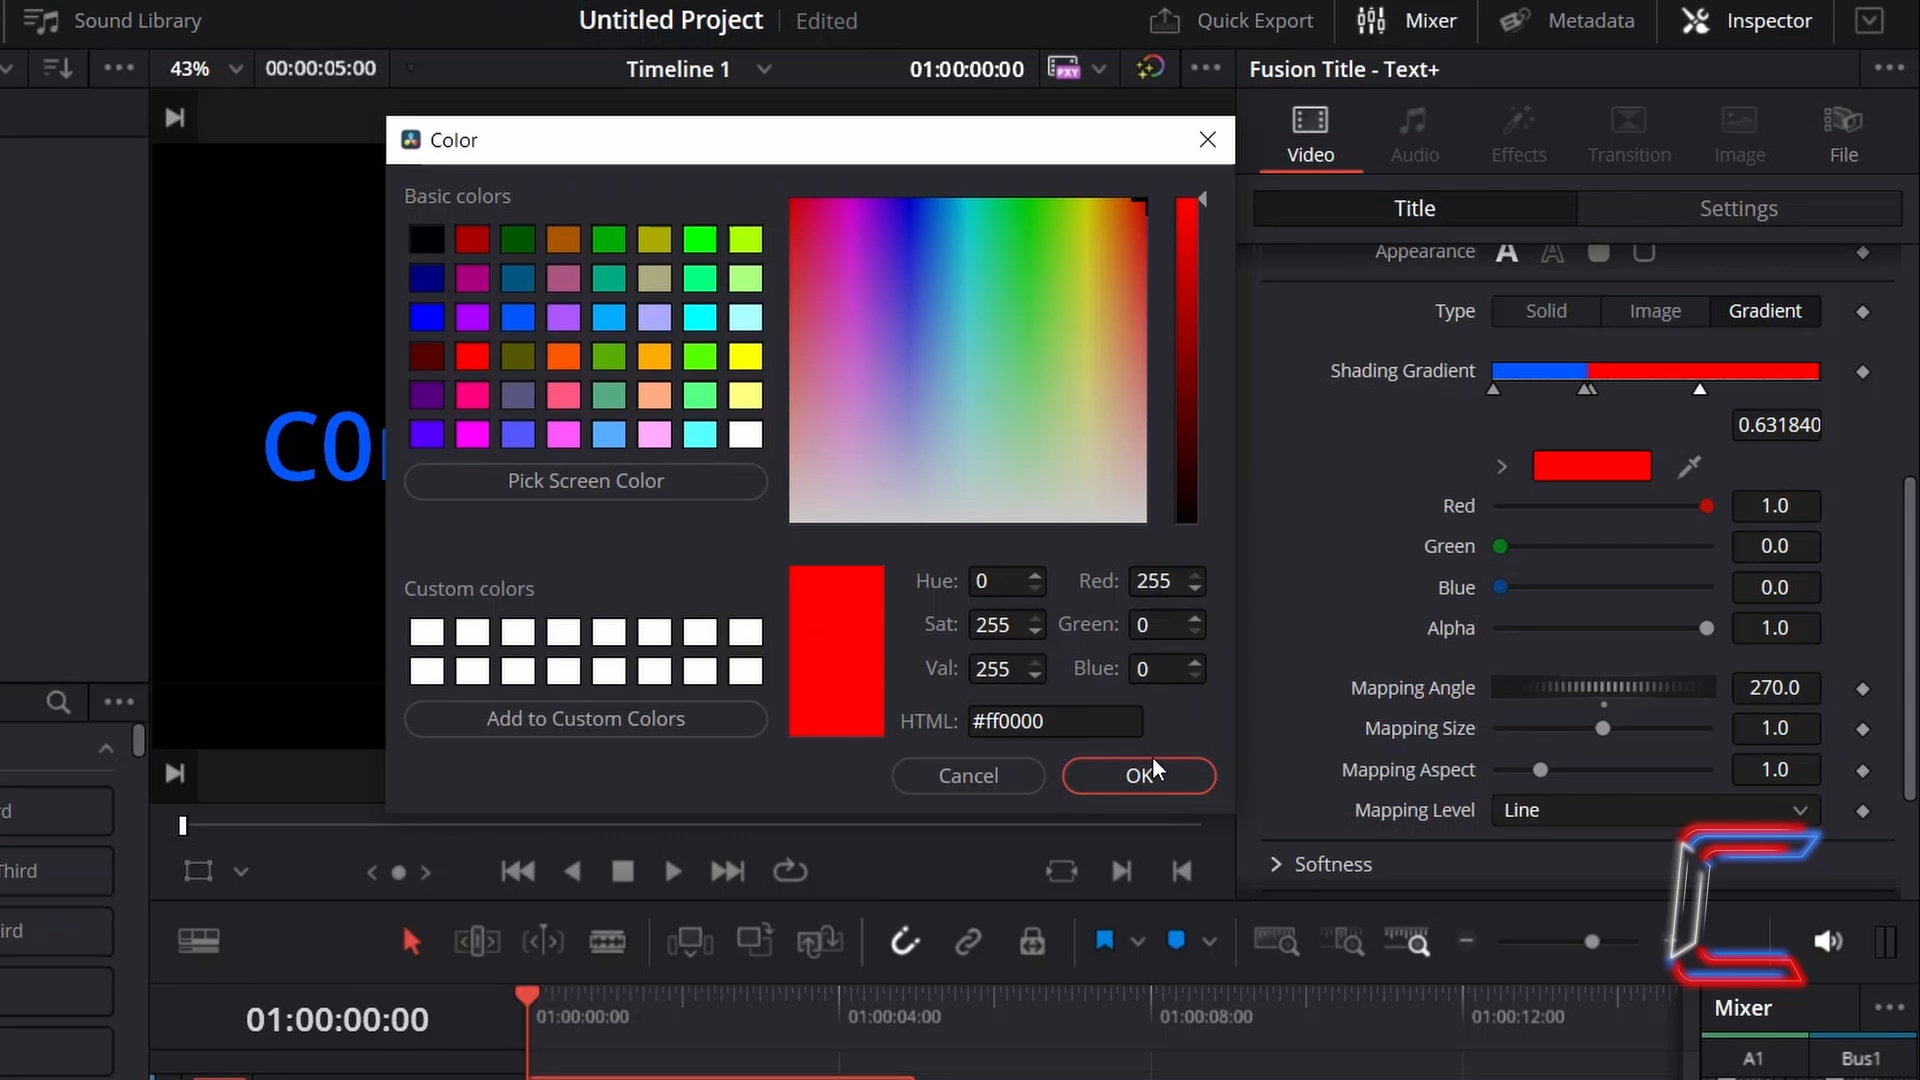 Sound Library
Untitled Project
Edited
Quick Export
Mixer
Metadata
Inspector
43%
00:00:05:00
Timeline 1
01:00:00:00
PXY
Fusion Title - Text+
Color
Video
Audio
Effects
Transition
Image
File
Basic colors
Title
Settings
Appearance
Type
Solid
Image
Gradient
Shading Gradient
0.631840
C0
Pick Screen Color
Red
1.0
Green
0.0
Blue
0.0
Alpha
1.0
Custom colors
Hue: 0
Red: 255
Sat: 255
Green: 0
Val: 255
Blue: 0
Add to Custom Colors
HTML: #ff0000
Cancel
OK
Mapping Angle
270.0
Mapping Size
1.0
Mapping Aspect
1.0
Mapping Level
Line
rd
Third
ird
Softness
01:00:00:00
01:00:00:00
01:00:04:00
01:00:08:00
01:00:12:00
Mixer
A1
Bus1